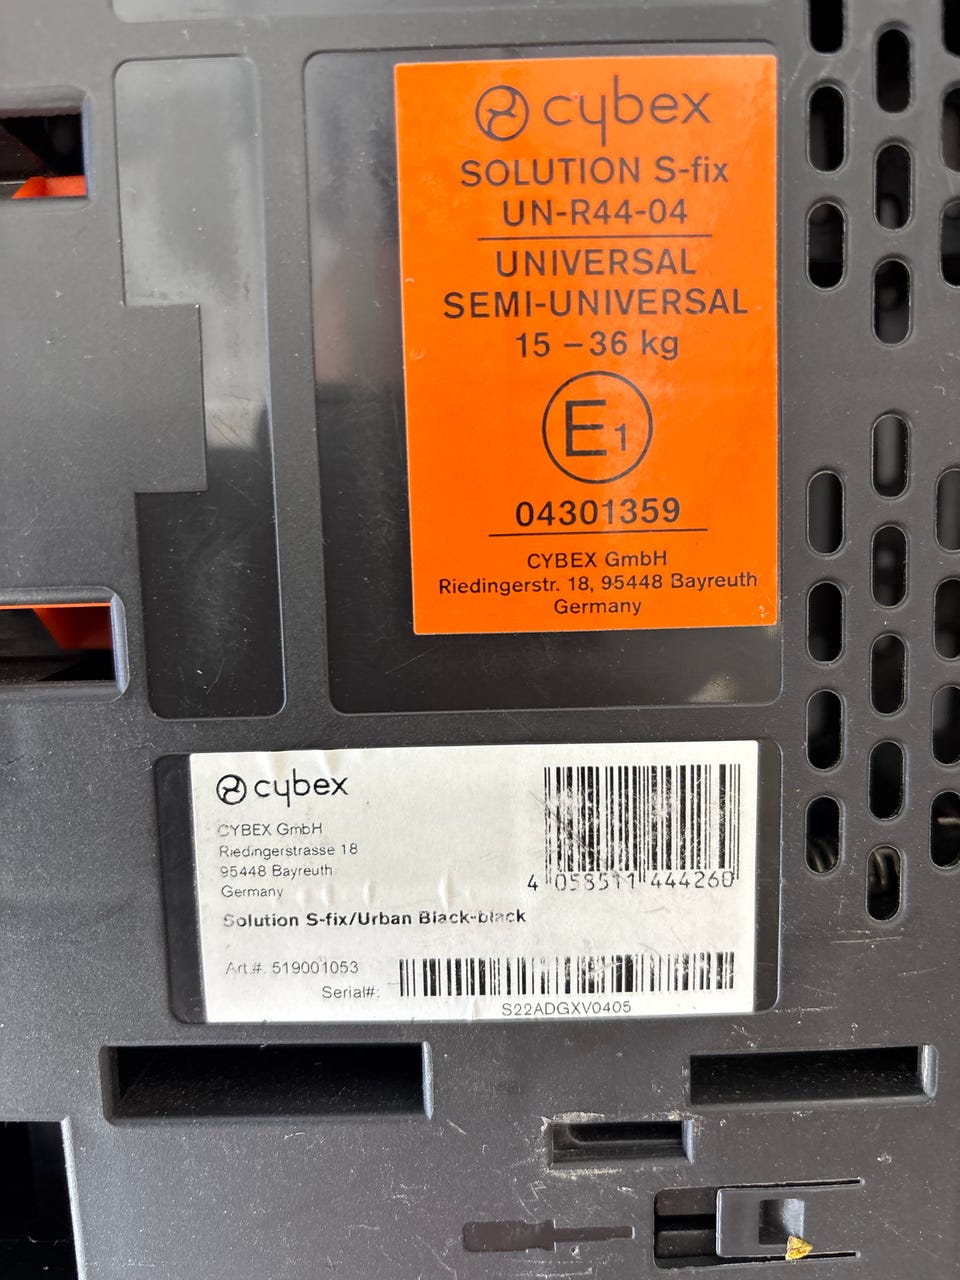 cybex
SOLUTION S-fix
UN-R44-04
UNIVERSAL
SEMI-UNIVERSAL
15 – 36 kg
E1
04301359
CYBEX GmbH
Riedingerstr. 18, 95448 Bayreuth
Germany
cybex
CYBEX GmbH
Riedingerstrasse 18
95448 Bayreuth
Germany
4 058511 444260
Solution S-fix/Urban Black-black
Art.#. 519001053
Serial#:
S22ADGXV0405